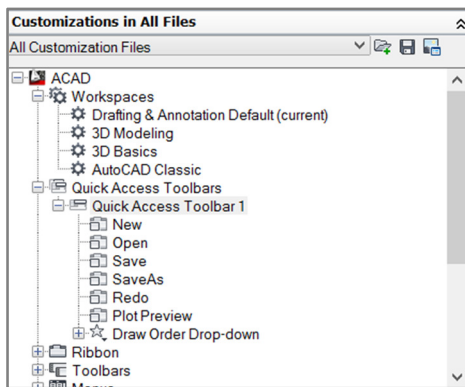 Customizations in All Files
All Customization Files
ACAD
Workspaces
Drafting & Annotation Default (current)
3D Modeling
3D Basics
AutoCAD Classic
Quick Access Toolbars
Quick Access Toolbar 1
New
Open
Save
SaveAs
Redo
Plot Preview
Draw Order Drop-down
Ribbon
Toolbars